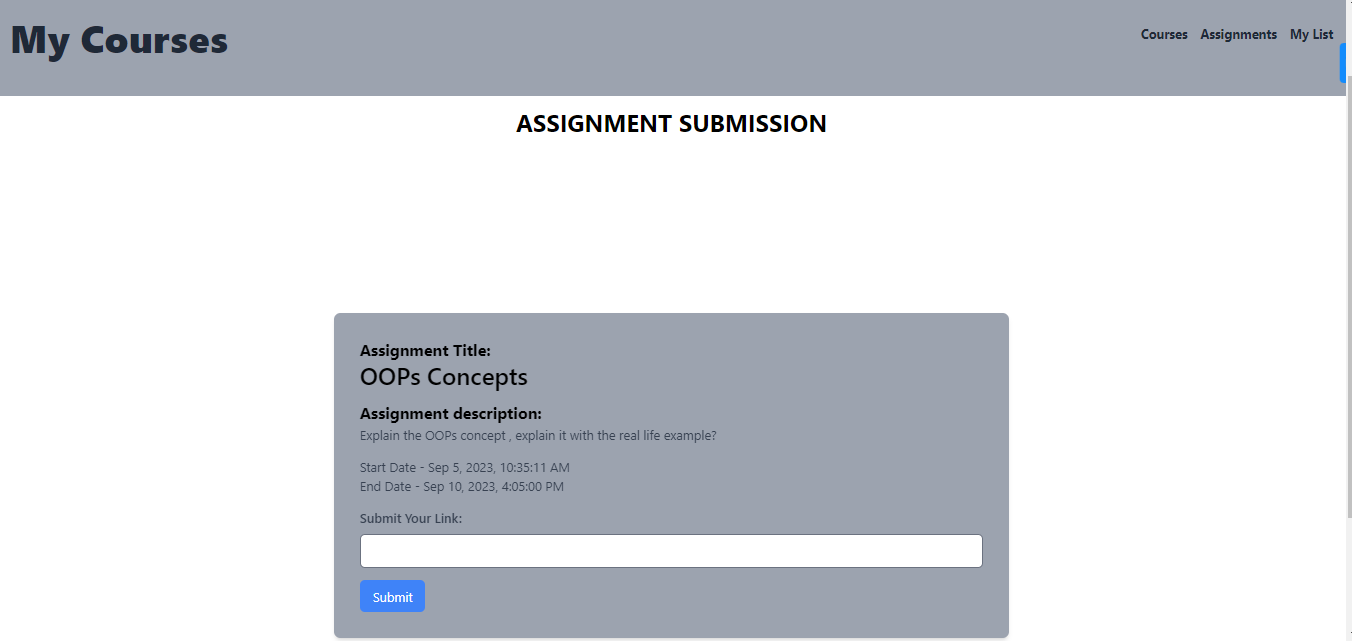 My Courses
Courses Assignments My List
ASSIGNMENT SUBMISSION
Assignment Title:
OOPs Concepts
Assignment description:
Explain the OOPs concept , explain it with the real life example?
Start Date - Sep 5, 2023, 10:35:11 AM
End Date - Sep 10, 2023, 4:05:00 PM
Submit Your Link:
Submit